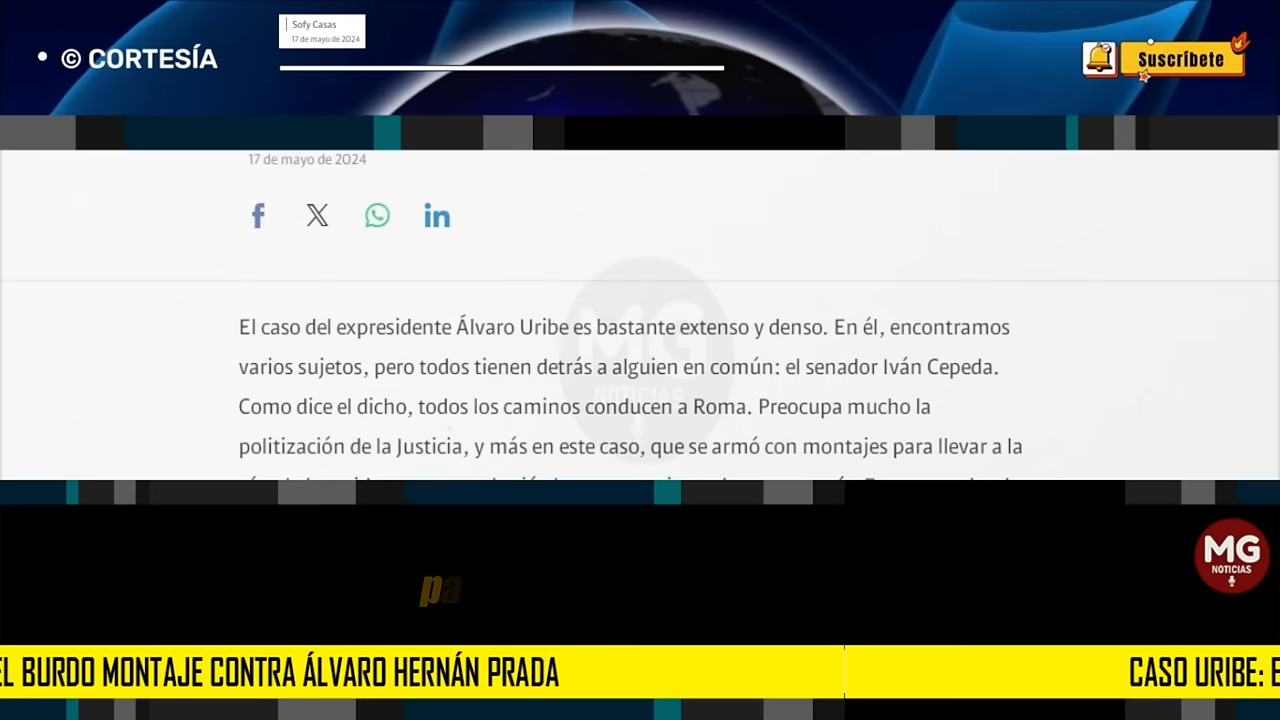 Sofy Casas
17 de mayo de 2024
• © CORTESÍA
Suscríbete
17 de mayo de 2024
El caso del expresidente Álvaro Uribe es bastante extenso y denso. En él, encontramos
varios sujetos, pero todos tienen detrás a alguien en común: el senador Iván Cepeda.
Como dice el dicho, todos los caminos conducen a Roma. Preocupa mucho la
politización de la Justicia, y más en este caso, que se armó con montajes para llevar a la
MG
NOTICIAS
MG
NOTICIAS
pa
EL BURDO MONTAJE CONTRA ÁLVARO HERNÁN PRADA
CASO URIBE: E